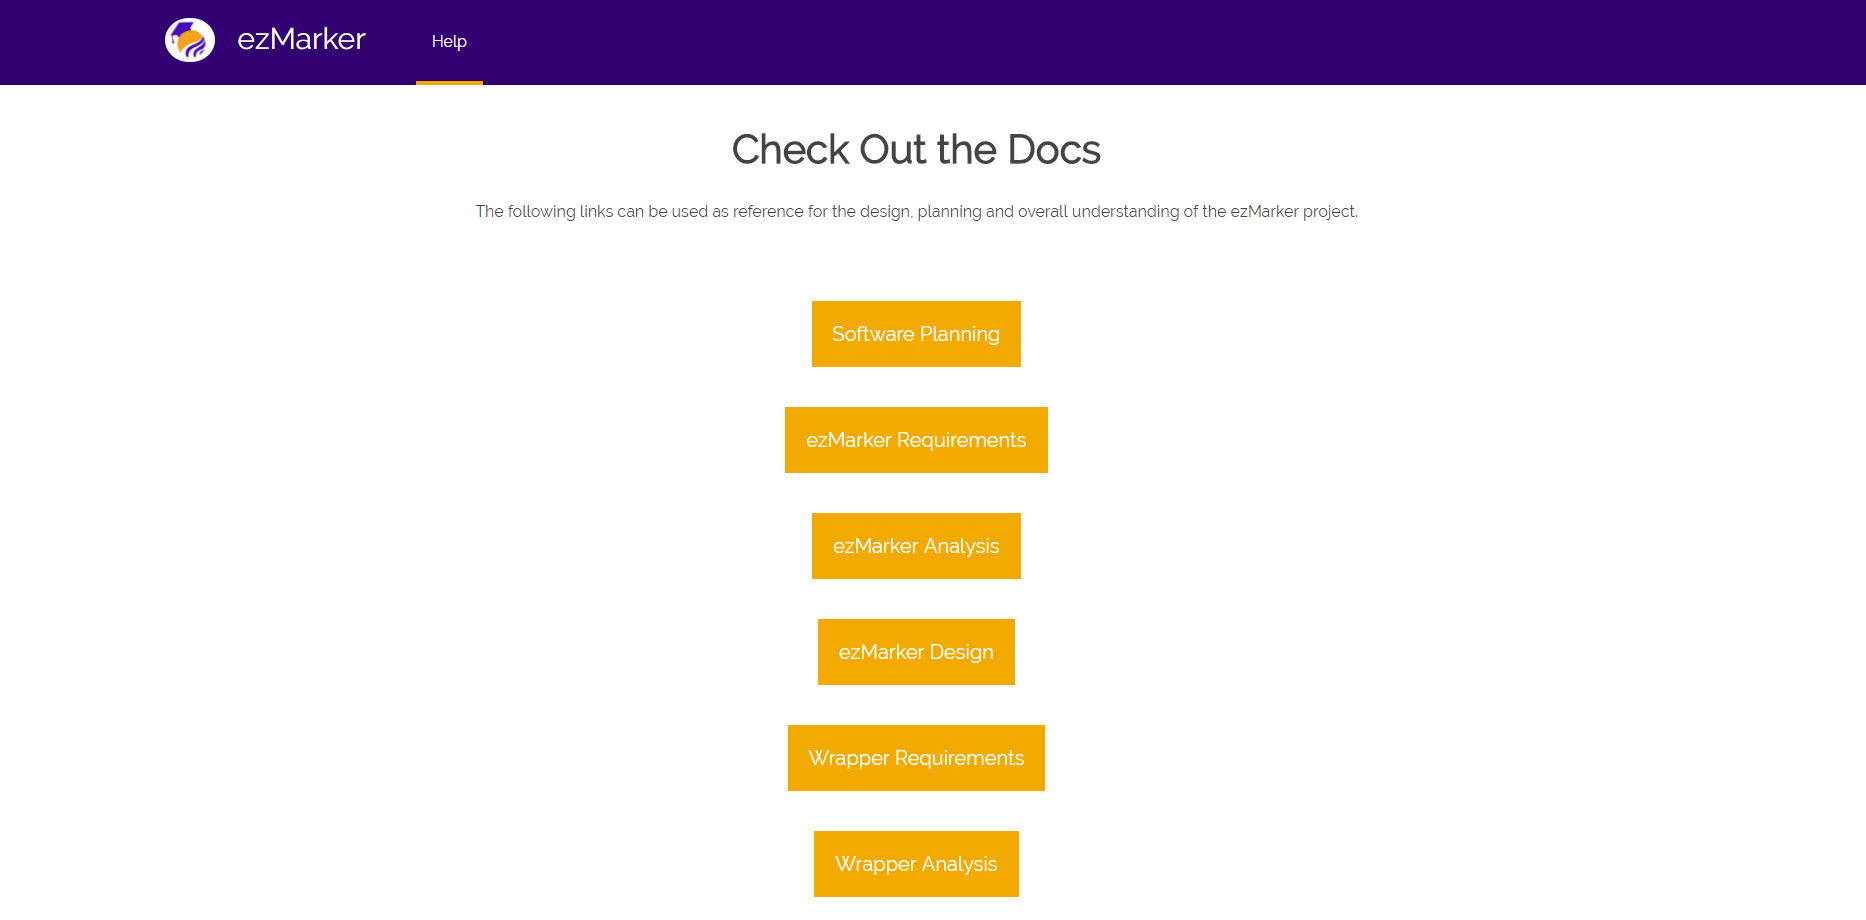 ezMarker
Help
Check Out the Docs
The following links can be used as reference for the design, planning and overall understanding of the ezMarker project.
Software Planning
ezMarker Requirements
ezMarker Analysis
ezMarker Design
Wrapper Requirements
Wrapper Analysis